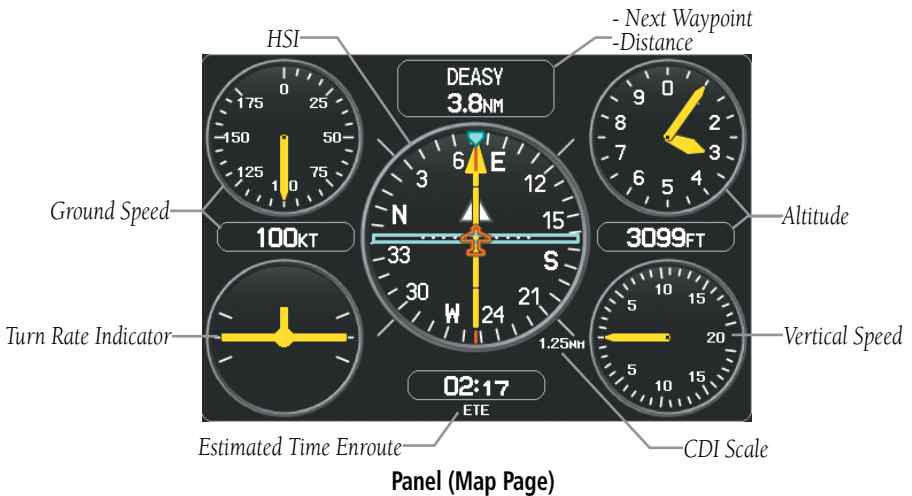 HSI
- Next Waypoint
-Distance
DEASY
3.8NM
0
25
50
75
100
125
150
175
0
2
3
4
5
6
7
8
9
Ground Speed
100KT
Altitude
3099FT
N
3
6
E
12
15
S
21
24
W
30
33
Turn Rate Indicator
5
10
15
20
15
10
5
Vertical Speed
1.25NM
02:17
ETE
Estimated Time Enroute
CDI Scale
Panel (Map Page)